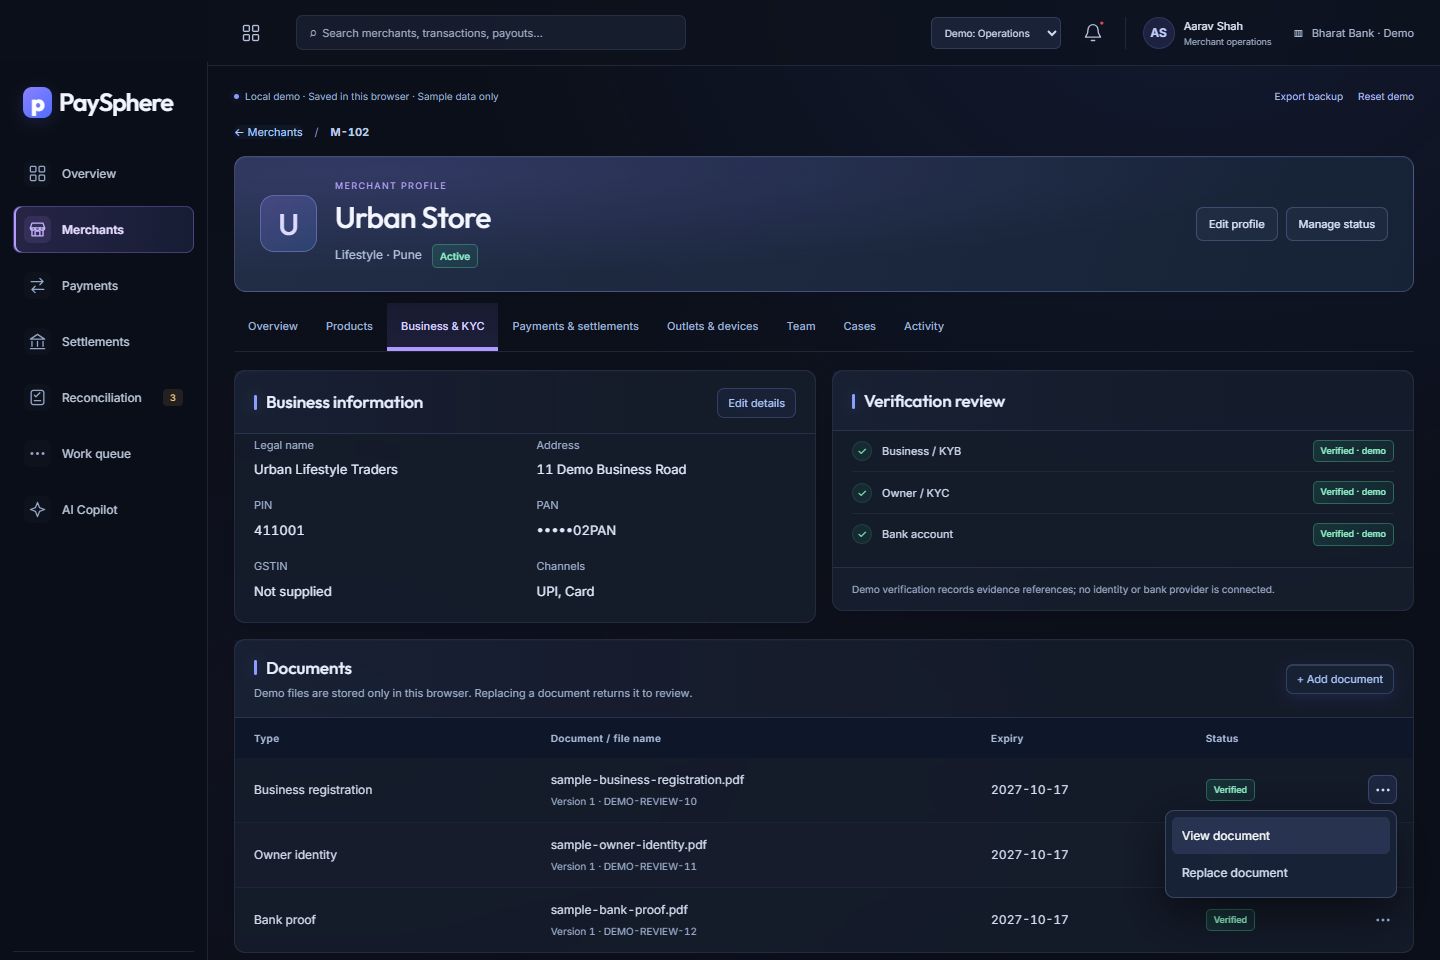 Search merchants, transactions, payouts...
Demo: Operations
AS
Aarav Shah
Merchant operations
Bharat Bank · Demo
p PaySphere
Overview
Merchants
Payments
Settlements
Reconciliation 3
Work queue
AI Copilot
Local demo · Saved in this browser · Sample data only
Export backup Reset demo
← Merchants / M-102
U
MERCHANT PROFILE
Urban Store
Lifestyle · Pune Active
Edit profile Manage status
Overview Products Business & KYC Payments & settlements Outlets & devices Team Cases Activity
Business information
Edit details
Legal name
Urban Lifestyle Traders
Address
11 Demo Business Road
PIN
411001
PAN
•••••02PAN
GSTIN
Not supplied
Channels
UPI, Card
Verification review
Business / KYB Verified · demo
Owner / KYC Verified · demo
Bank account Verified · demo
Demo verification records evidence references; no identity or bank provider is connected.
Documents
Demo files are stored only in this browser. Replacing a document returns it to review.
+ Add document
Type Document / file name Expiry Status
Business registration
sample-business-registration.pdf
Version 1 · DEMO-REVIEW-10
2027-10-17
Verified
View document
Replace document
Owner identity
sample-owner-identity.pdf
Version 1 · DEMO-REVIEW-11
2027-10-17
Bank proof
sample-bank-proof.pdf
Version 1 · DEMO-REVIEW-12
2027-10-17
Verified